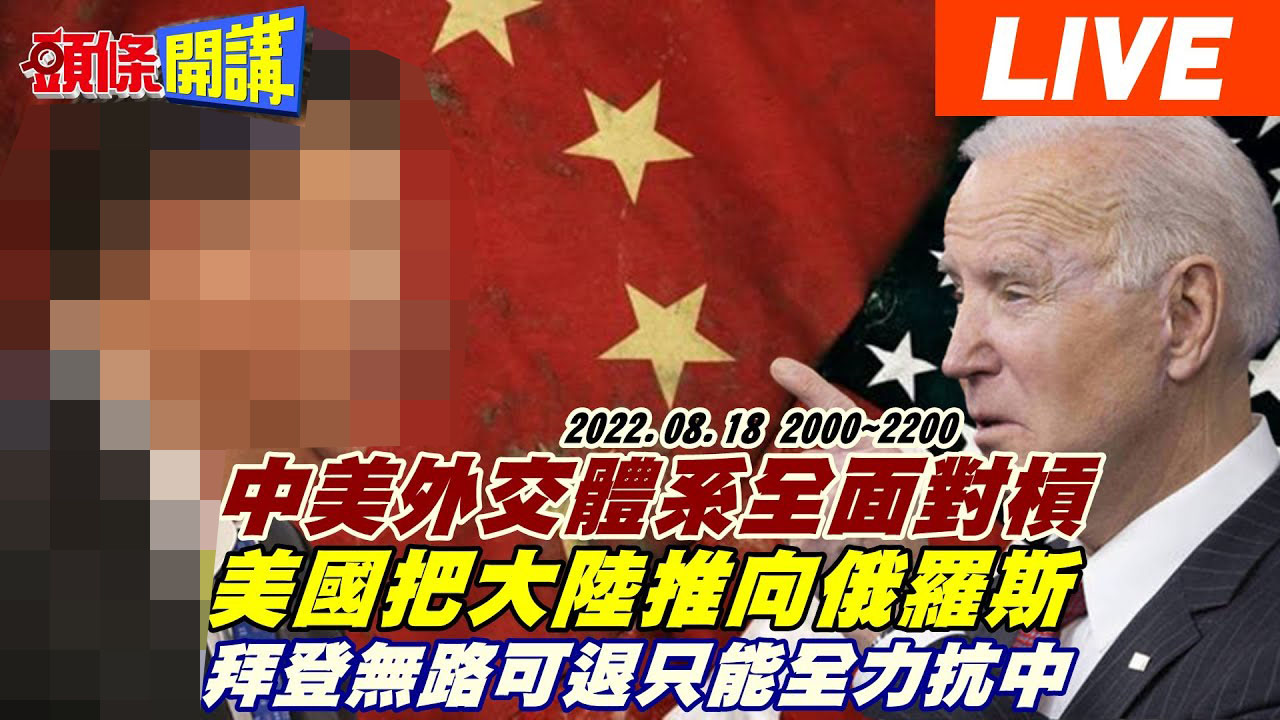 頭條開講
LIVE
2022.08.18 2000~2200
中美外交體系全面對槓
美國把大陸推向俄羅斯
拜登無路可退只能全力抗中